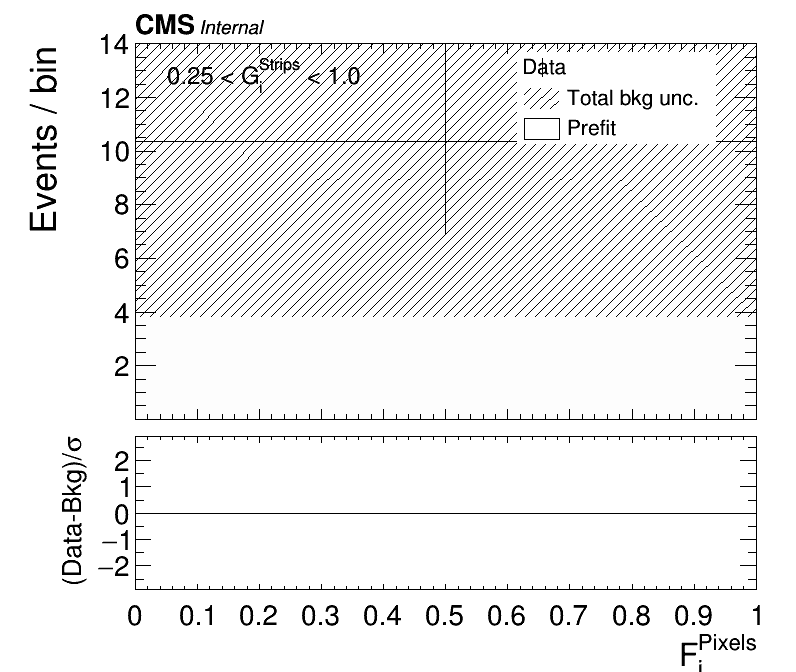 CMS Internal
Events / bin
14
12
10
8
6
4
2
0.25 < G_i^Strips < 1.0
Data
Total bkg unc.
Prefit
(Data-Bkg)/σ
2
1
0
−1
−2
0 0.1 0.2 0.3 0.4 0.5 0.6 0.7 0.8 0.9 1
F_i^Pixels